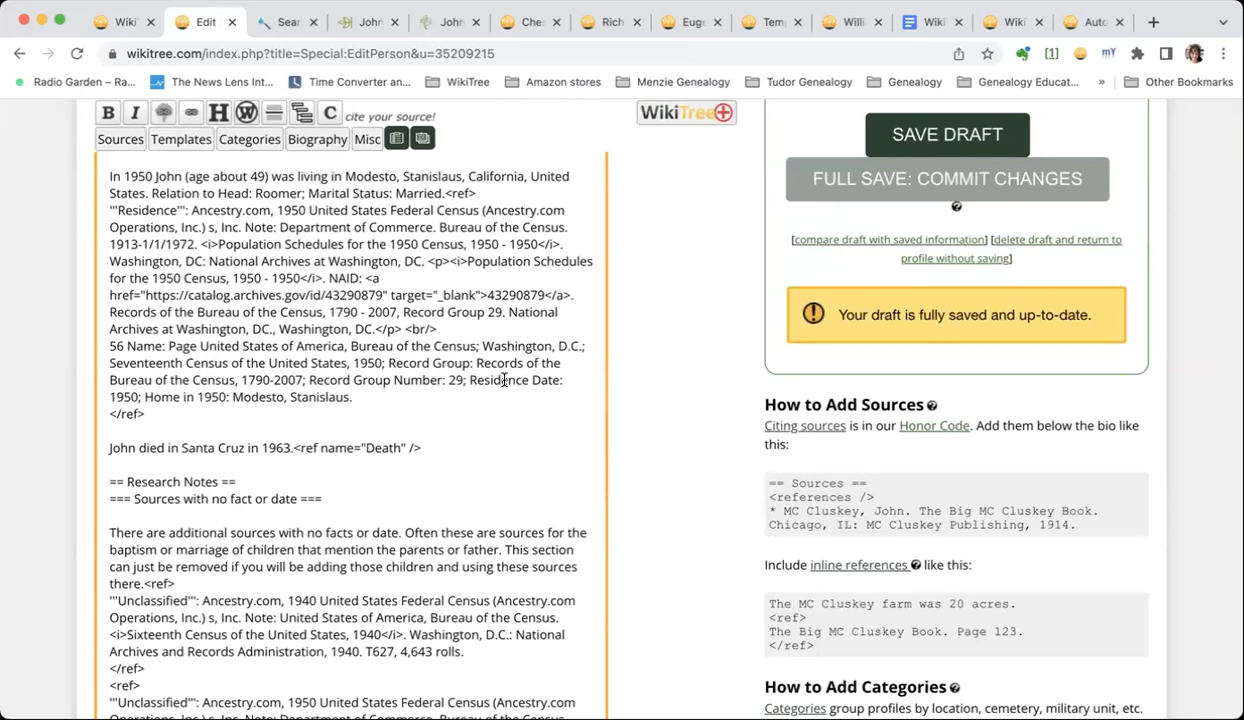 WikiT
Edit
Sear
John
John
Che
Rich
Eug
Tem
Willi
Wiki
Wiki
Auto
wikitree.com/index.php?title=Special:EditPerson&u=35209215
[1]
mY
Radio Garden – Ra...
The News Lens Int...
Time Converter an...
WikiTree
Amazon stores
Menzie Genealogy
Tudor Genealogy
Genealogy
Genealogy Educat...
»
Other Bookmarks
B I H W C cite your source!
WikiTree+
Sources Templates Categories Biography Misc
In 1950 John (age about 49) was living in Modesto, Stanislaus, California, United
States. Relation to Head: Roomer; Marital Status: Married.<ref>
'''Residence''': Ancestry.com, 1950 United States Federal Census (Ancestry.com
Operations, Inc.) s, Inc. Note: Department of Commerce. Bureau of the Census.
1913-1/1/1972. <i>Population Schedules for the 1950 Census, 1950 - 1950</i>.
Washington, DC: National Archives at Washington, DC. <p><i>Population Schedules
for the 1950 Census, 1950 - 1950</i>. NAID: <a
href="https://catalog.archives.gov/id/43290879" target="_blank">43290879</a>.
Records of the Bureau of the Census, 1790 - 2007, Record Group 29. National
Archives at Washington, DC., Washington, DC.</p> <br/>
56 Name: Page United States of America, Bureau of the Census; Washington, D.C.;
Seventeenth Census of the United States, 1950; Record Group: Records of the
Bureau of the Census, 1790-2007; Record Group Number: 29; Residence Date:
1950; Home in 1950: Modesto, Stanislaus.
</ref>
John died in Santa Cruz in 1963.<ref name="Death" />
== Research Notes ==
=== Sources with no fact or date ===
There are additional sources with no facts or date. Often these are sources for the
baptism or marriage of children that mention the parents or father. This section
can just be removed if you will be adding those children and using these sources
there.<ref>
'''Unclassified''': Ancestry.com, 1940 United States Federal Census (Ancestry.com
Operations, Inc.) s, Inc. Note: United States of America, Bureau of the Census.
<i>Sixteenth Census of the United States, 1940</i>. Washington, D.C.: National
Archives and Records Administration, 1940. T627, 4,643 rolls.
</ref>
<ref>
'''Unclassified''': Ancestry.com, 1950 United States Federal Census (Ancestry.com
Operations, Inc.) s, Inc. Note: Department of Commerce. Bureau of the Census.
SAVE DRAFT
FULL SAVE: COMMIT CHANGES
[compare draft with saved information] [delete draft and return to
profile without saving]
Your draft is fully saved and up-to-date.
How to Add Sources
Citing sources is in our Honor Code. Add them below the bio like
this:
== Sources ==
<references />
* MC Cluskey, John. The Big MC Cluskey Book.
Chicago, IL: MC Cluskey Publishing, 1914.
Include inline references like this:
The MC Cluskey farm was 20 acres.
<ref>
The Big MC Cluskey Book. Page 123.
</ref>
How to Add Categories
Categories group profiles by location, cemetery, military unit, etc.